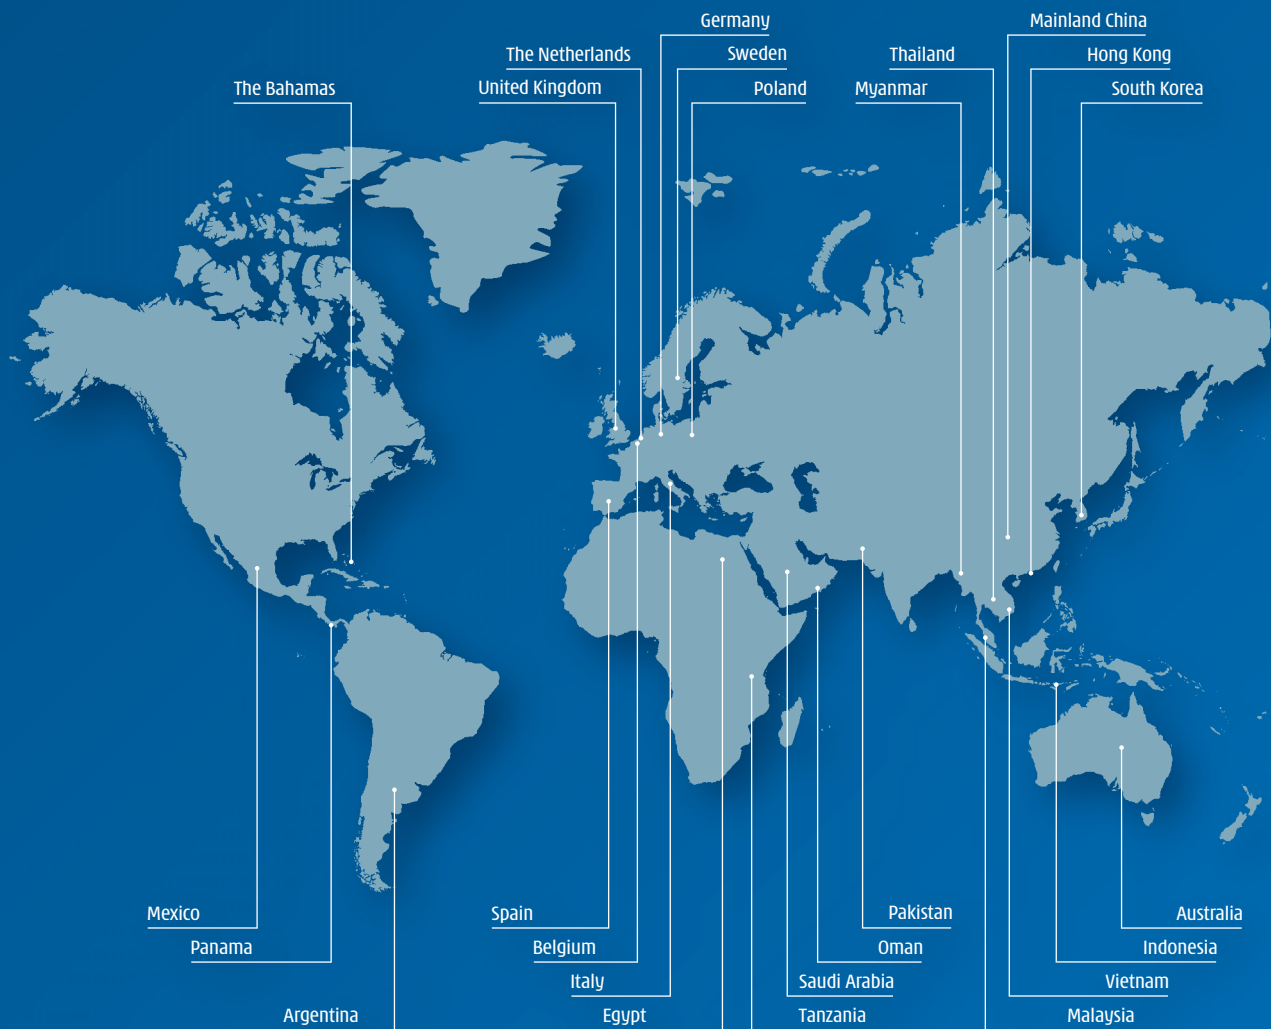 Germany
Mainland China
The Netherlands
Sweden
Thailand
Hong Kong
The Bahamas
United Kingdom
Poland
Myanmar
South Korea
Mexico
Spain
Pakistan
Australia
Panama
Belgium
Oman
Indonesia
Italy
Saudi Arabia
Vietnam
Argentina
Egypt
Tanzania
Malaysia